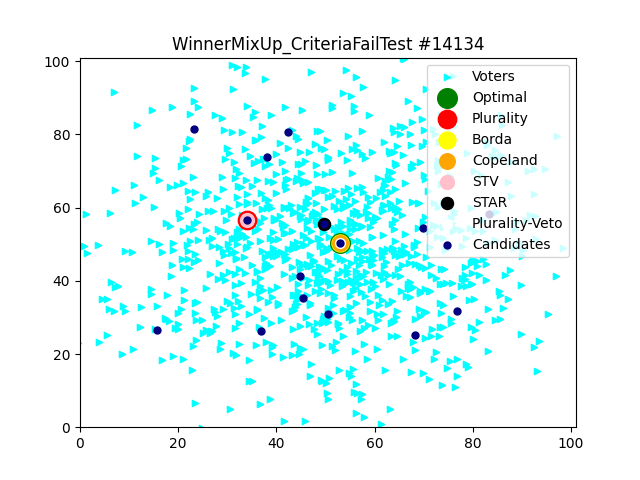 WinnerMixUp_CriteriaFailTest #14134
Voters
Optimal
Plurality
Borda
Copeland
STV
STAR
Plurality-Veto
Candidates
100
80
60
40
20
0
0 20 40 60 80 100